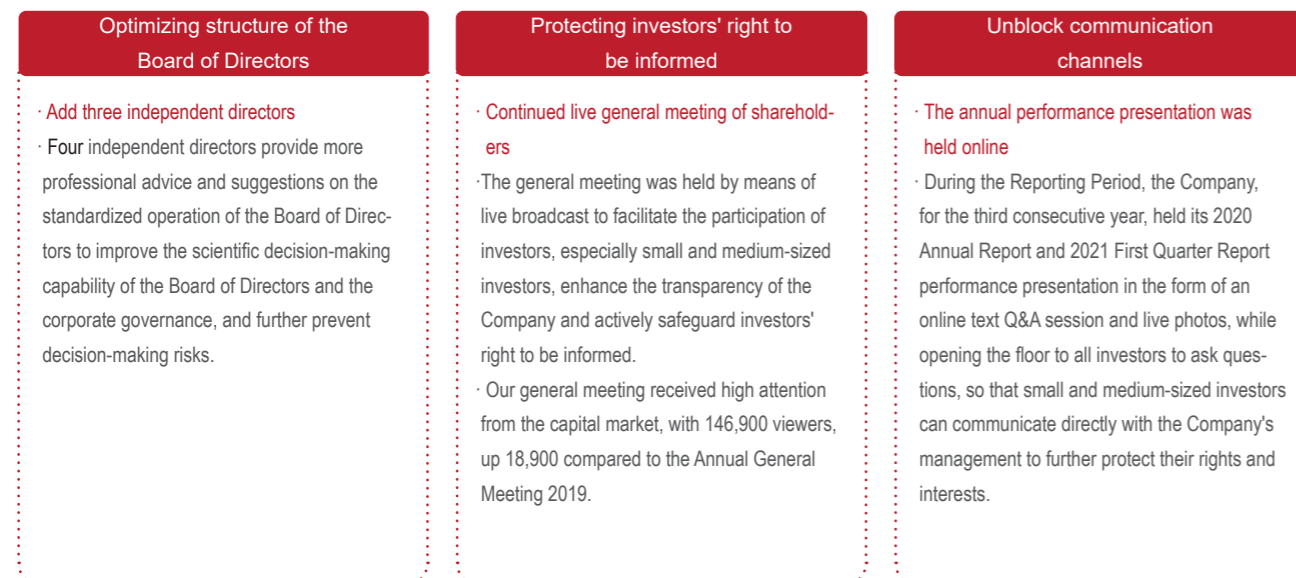 Optimizing structure of the
Board of Directors
· Add three independent directors
· Four independent directors provide more
professional advice and suggestions on the
standardized operation of the Board of Direc-
tors to improve the scientific decision-making
capability of the Board of Directors and the
corporate governance, and further prevent
decision-making risks.
Protecting investors' right to
be informed
· Continued live general meeting of sharehold-
ers
·The general meeting was held by means of
live broadcast to facilitate the participation of
investors, especially small and medium-sized
investors, enhance the transparency of the
Company and actively safeguard investors'
right to be informed.
· Our general meeting received high attention
from the capital market, with 146,900 viewers,
up 18,900 compared to the Annual General
Meeting 2019.
Unblock communication
channels
· The annual performance presentation was
held online
· During the Reporting Period, the Company,
for the third consecutive year, held its 2020
Annual Report and 2021 First Quarter Report
performance presentation in the form of an
online text Q&A session and live photos, while
opening the floor to all investors to ask ques-
tions, so that small and medium-sized investors
can communicate directly with the Company's
management to further protect their rights and
interests.